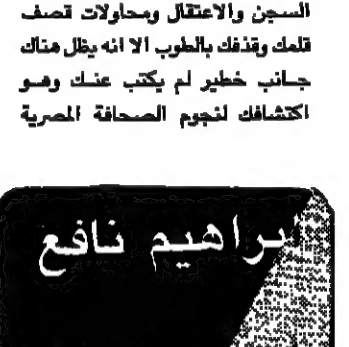 السجن والاعتقال ومحاولات قصف
قلمك وقذفك بالطوب الا انه يظل هناك
جانب خطير لم يكتب عنك وهو
اكتشافك لنجوم الصحافة المصرية
ابراهيم نافع